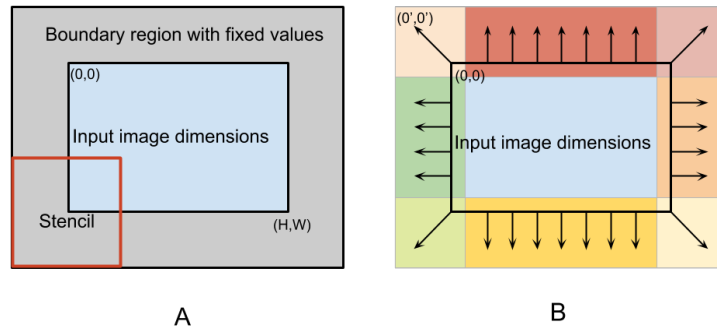 Boundary region with fixed values
(0,0)
Input image dimensions
Stencil
(H,W)
A
(0',0')
(0,0)
Input image dimensions
B